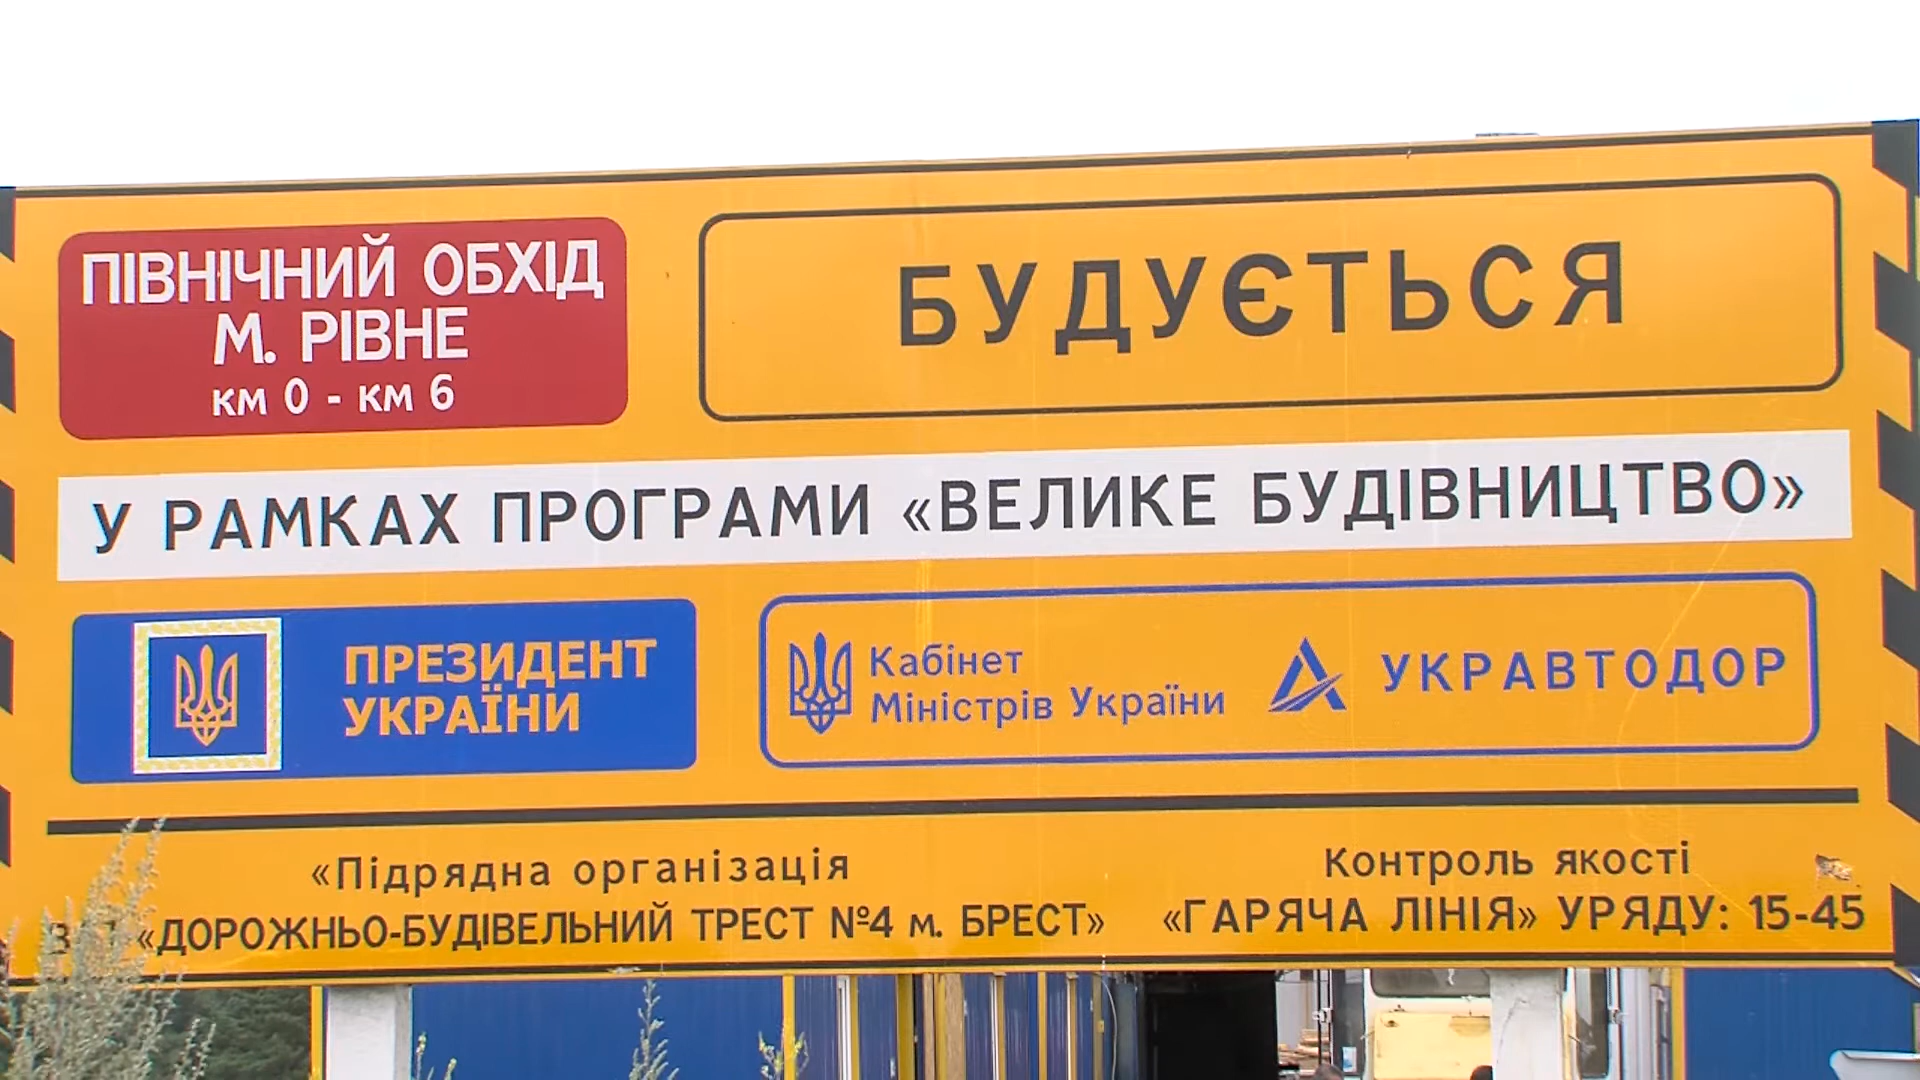 ПІВНІЧНИЙ ОБХІД
М. РІВНЕ
км 0 - км 6
БУДУЄТЬСЯ
У РАМКАХ ПРОГРАМИ «ВЕЛИКЕ БУДІВНИЦТВО»
ПРЕЗИДЕНТ
УКРАЇНИ
Кабінет
Міністрів України
УКРАВТОДОР
«Підрядна організація
«ДОРОЖНЬО-БУДІВЕЛЬНИЙ ТРЕСТ №4 м. БРЕСТ»
Контроль якості
«ГАРЯЧА ЛІНІЯ» УРЯДУ: 15-45